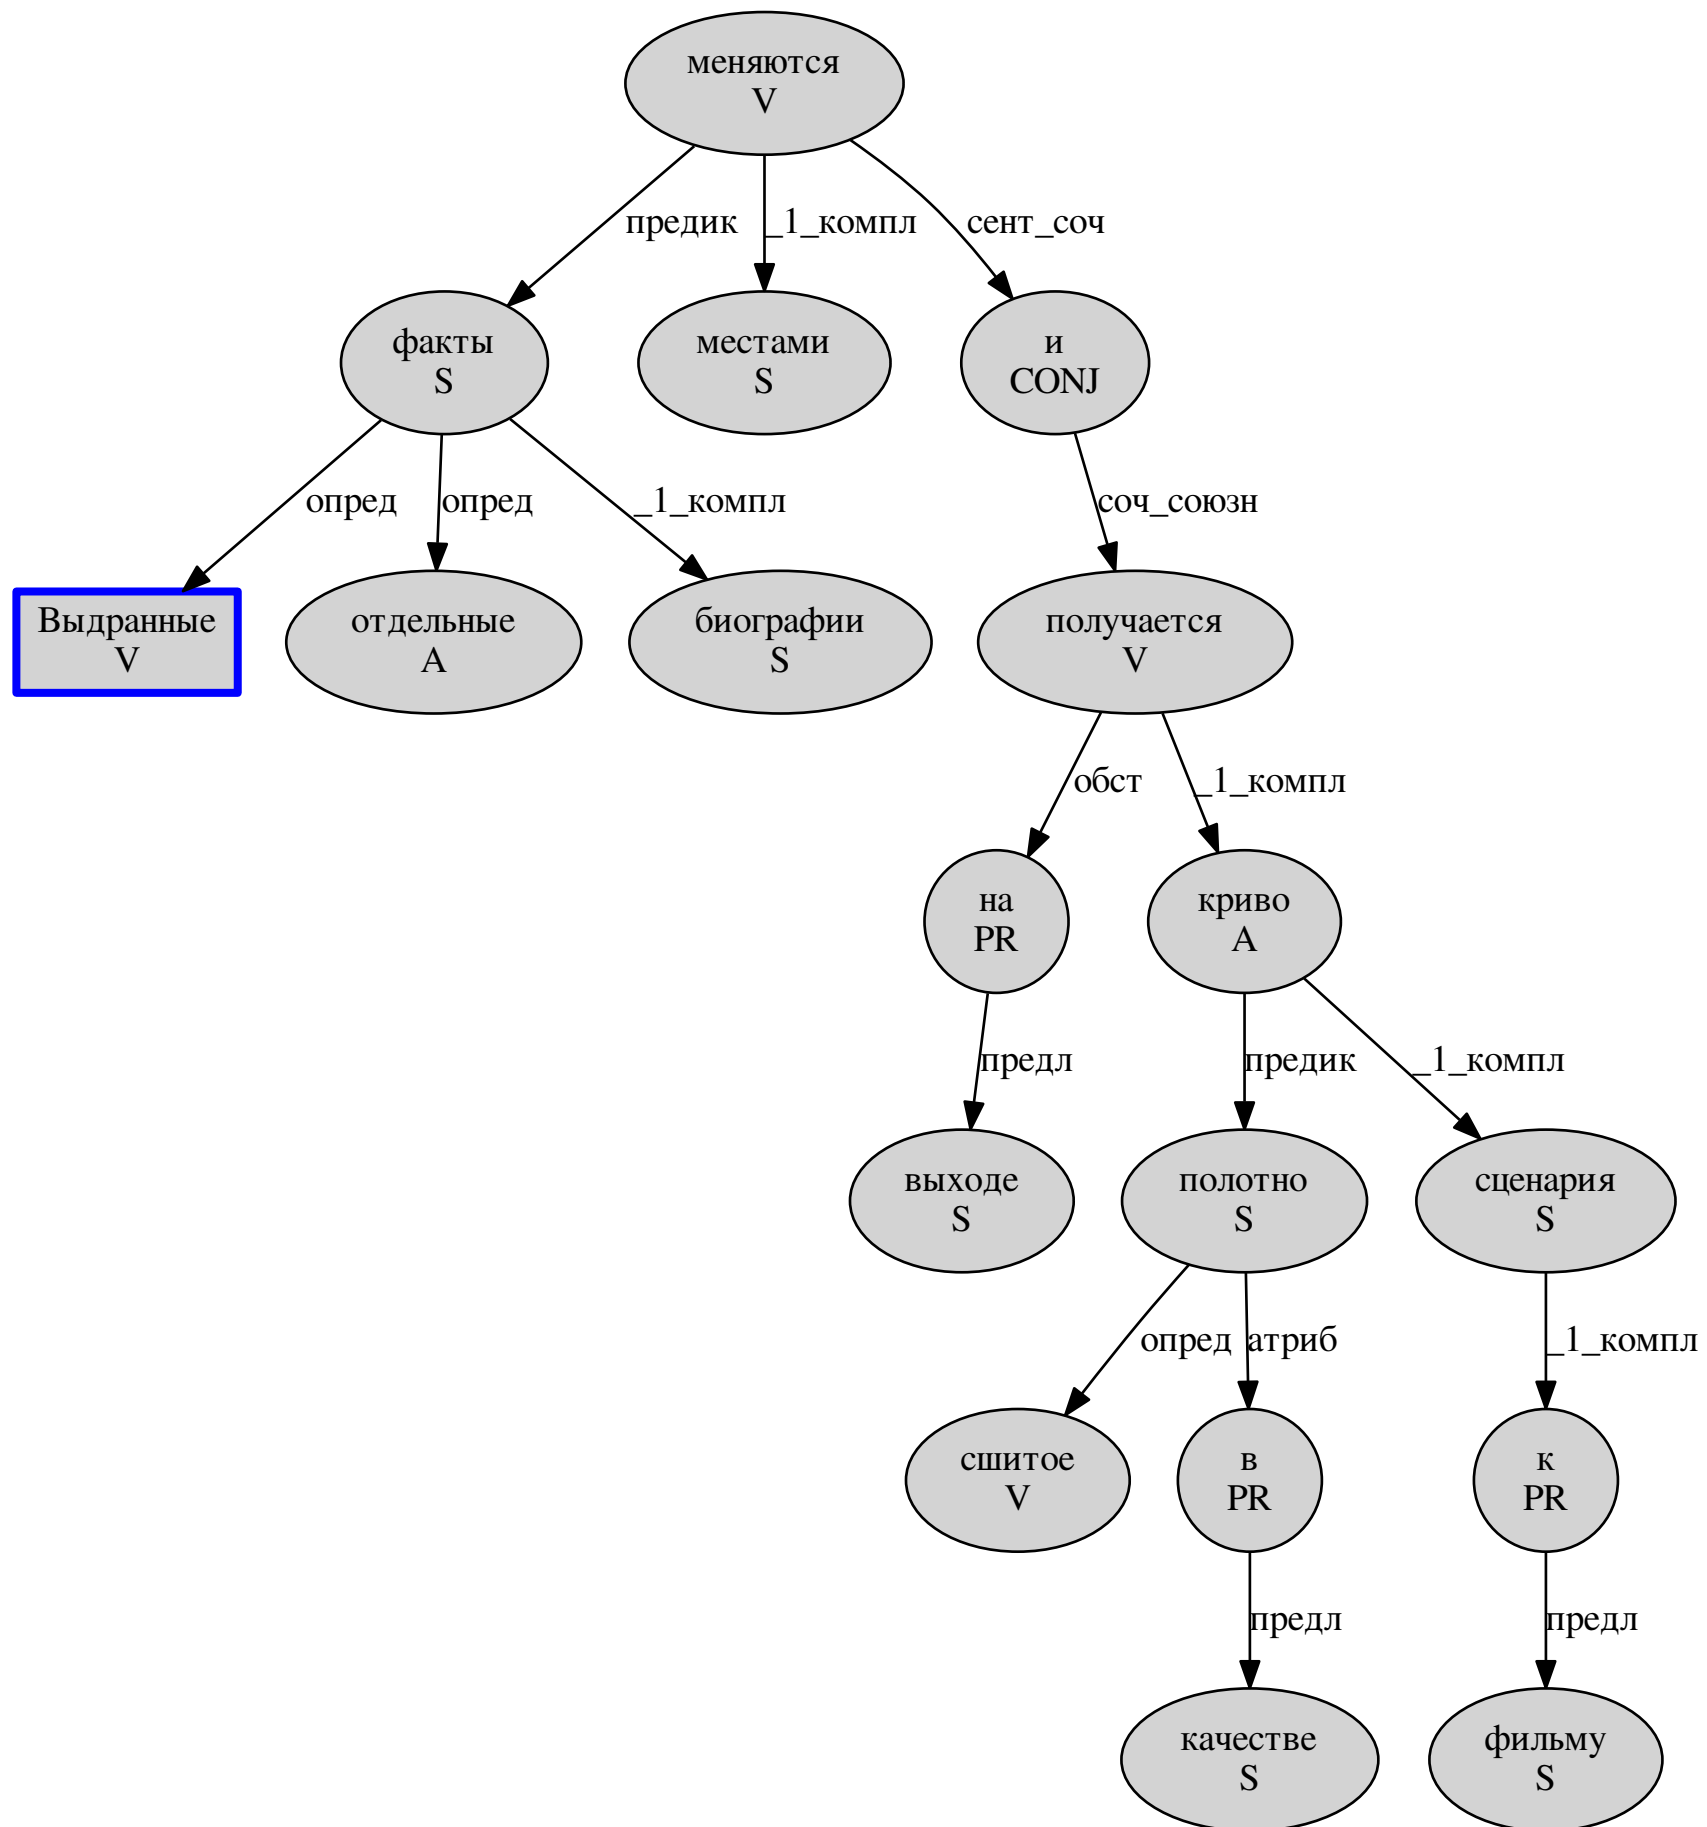 меняются
V
предик
_1_компл
сент_соч
факты
S
местами
S
и
CONJ
опред
опред
_1_компл
соч_союзн
Выдранные
V
отдельные
A
биографии
S
получается
V
обст
_1_компл
на
PR
криво
A
предл
предик
_1_компл
выходе
S
полотно
S
сценария
S
опред
атриб
_1_компл
сшитое
V
в
PR
к
PR
предл
предл
качестве
S
фильму
S